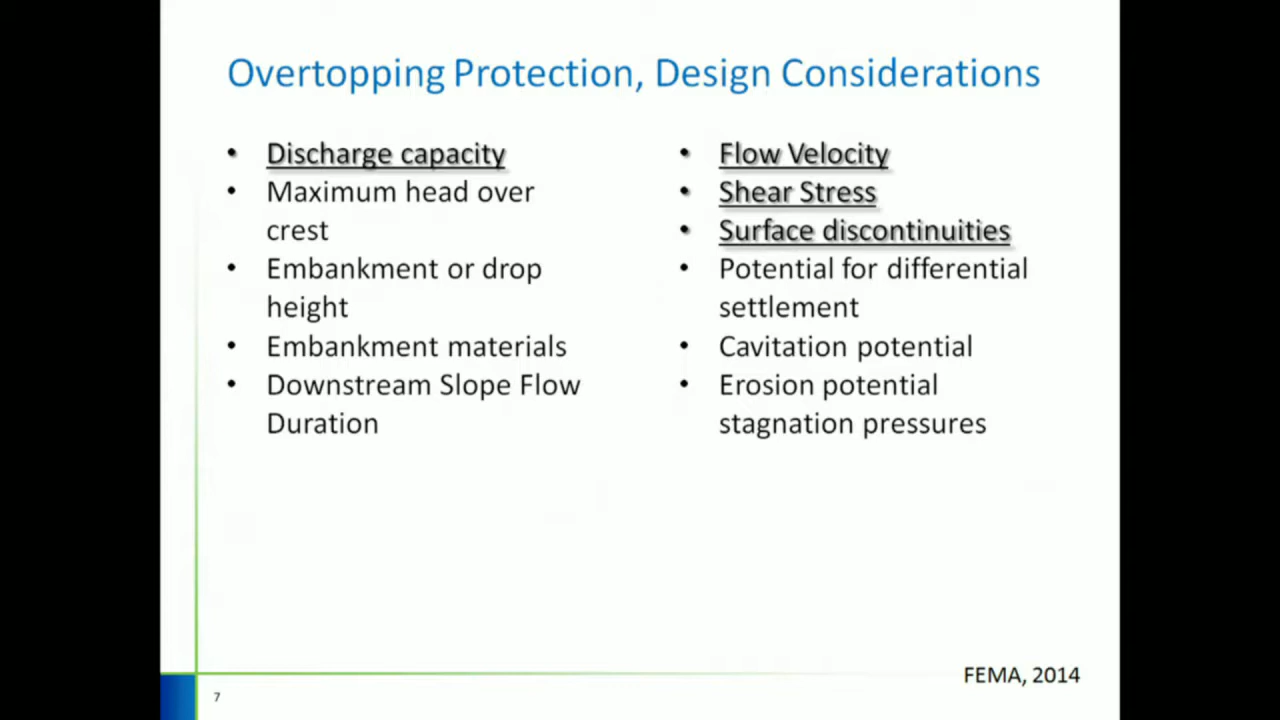 Overtopping Protection, Design Considerations
• Discharge capacity
• Maximum head over
crest
• Embankment or drop
height
• Embankment materials
• Downstream Slope Flow
Duration
• Flow Velocity
• Shear Stress
• Surface discontinuities
• Potential for differential
settlement
• Cavitation potential
• Erosion potential
stagnation pressures
FEMA, 2014
7